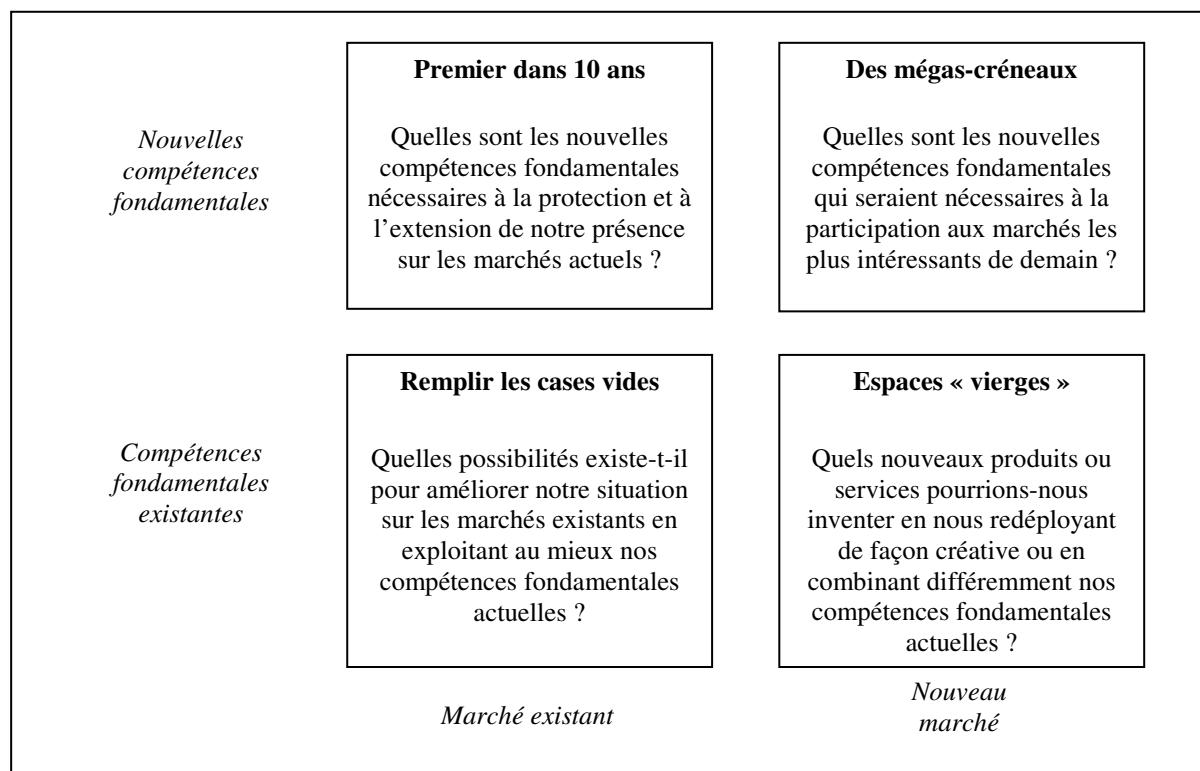 Nouvelles
compétences
fondamentales
Premier dans 10 ans
Quelles sont les nouvelles
compétences fondamentales
nécessaires à la protection et à
l'extension de notre présence
sur les marchés actuels ?
Des mégas-créneaux
Quelles sont les nouvelles
compétences fondamentales
qui seraient nécessaires à la
participation aux marchés les
plus intéressants de demain ?
Compétences
fondamentales
existantes
Remplir les cases vides
Quelles possibilités existe-t-il
pour améliorer notre situation
sur les marchés existants en
exploitant au mieux nos
compétences fondamentales
actuelles ?
Espaces « vierges »
Quels nouveaux produits ou
services pourrions-nous
inventer en nous redéployant
de façon créative ou en
combinant différemment nos
compétences fondamentales
actuelles ?
Marché existant
Nouveau
marché